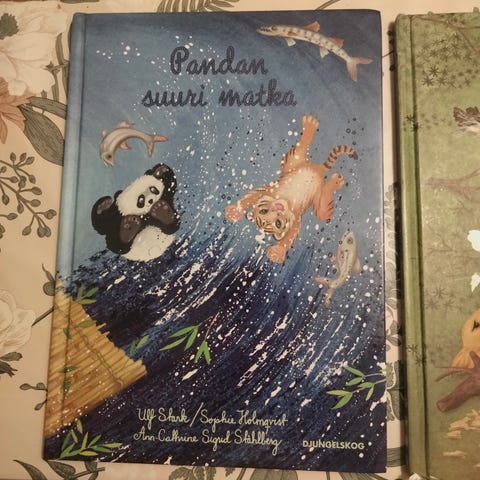 Pandan
suuri matka
Ulf Stark/Sophie Holmqvist
Ann-Cathrine Sigrid Ståhlberg
DJUNGELSKOG